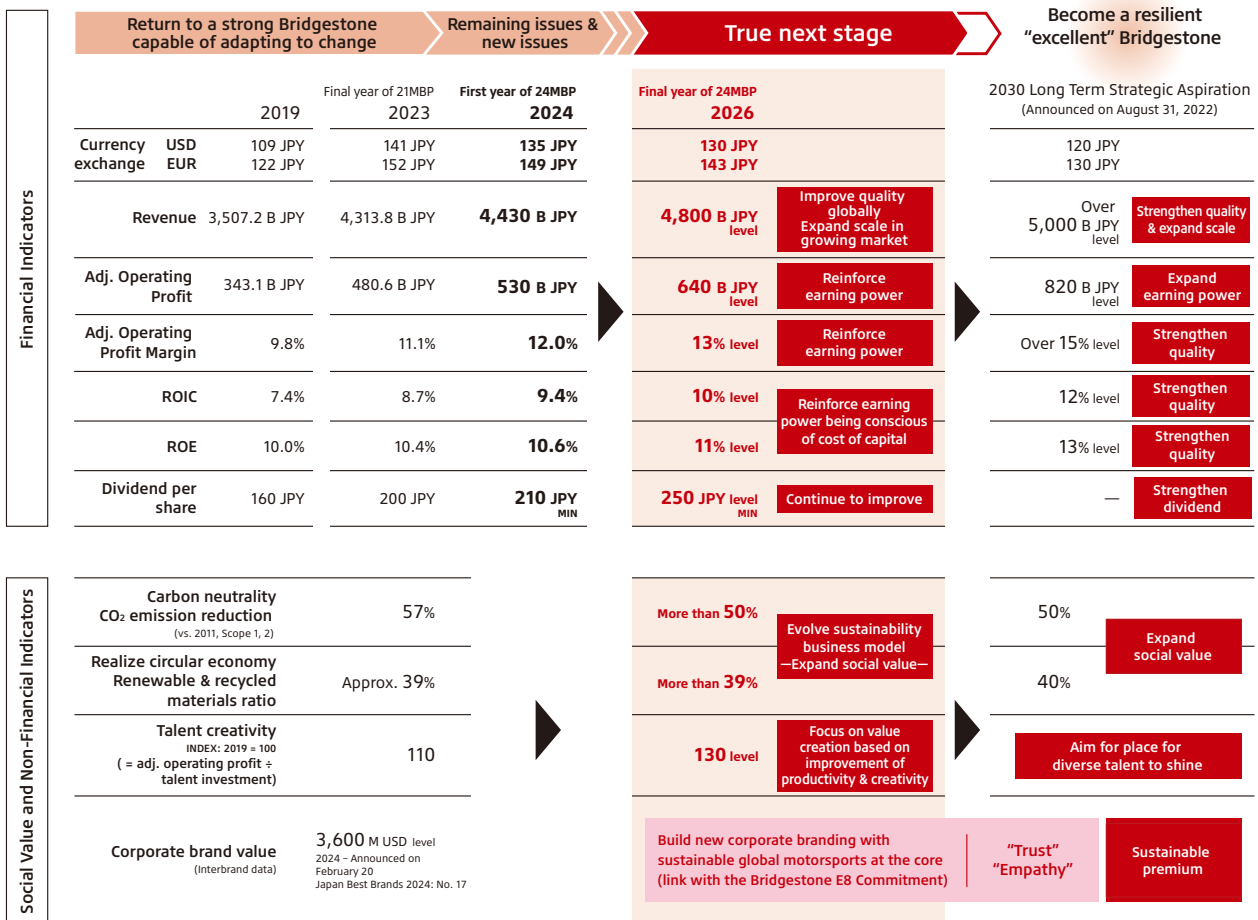 Return to a strong Bridgestone
capable of adapting to change
Remaining issues &
new issues
True next stage
Become a resilient
“excellent” Bridgestone
Financial Indicators
2019
Final year of 21MBP
2023
First year of 24MBP
2024
Final year of 24MBP
2026
2030 Long Term Strategic Aspiration
(Announced on August 31, 2022)
Currency exchange
USD 109 JPY 141 JPY 135 JPY 130 JPY 120 JPY
EUR 122 JPY 152 JPY 149 JPY 143 JPY 130 JPY
Revenue 3,507.2 B JPY 4,313.8 B JPY 4,430 B JPY
4,800 B JPY
level
Improve quality
globally
Expand scale in
growing market
Over
5,000 B JPY
level
Strengthen quality
& expand scale
Adj. Operating
Profit
343.1 B JPY 480.6 B JPY 530 B JPY
640 B JPY
level
Reinforce
earning power
820 B JPY
level
Expand
earning power
Adj. Operating
Profit Margin
9.8% 11.1% 12.0% 13% level
Reinforce
earning power
Over 15% level
Strengthen
quality
ROIC 7.4% 8.7% 9.4% 10% level
Reinforce earning
power being conscious
of cost of capital
12% level
Strengthen
quality
ROE 10.0% 10.4% 10.6% 11% level
13% level
Strengthen
quality
Dividend per
share
160 JPY 200 JPY 210 JPY
MIN
250 JPY level
MIN
Continue to improve
—
Strengthen
dividend
Social Value and Non-Financial Indicators
Carbon neutrality
CO₂ emission reduction
(vs. 2011, Scope 1, 2)
57%
More than 50%
Evolve sustainability
business model
—Expand social value—
50%
Expand
social value
Realize circular economy
Renewable & recycled
materials ratio
Approx. 39%
More than 39%
40%
Talent creativity
INDEX: 2019 = 100
( = adj. operating profit ÷
talent investment)
110
130 level
Focus on value
creation based on
improvement of
productivity & creativity
Aim for place for
diverse talent to shine
Corporate brand value
(Interbrand data)
3,600 M USD level
2024 – Announced on
February 20
Japan Best Brands 2024: No. 17
Build new corporate branding with
sustainable global motorsports at the core
(link with the Bridgestone E8 Commitment)
“Trust”
“Empathy”
Sustainable
premium